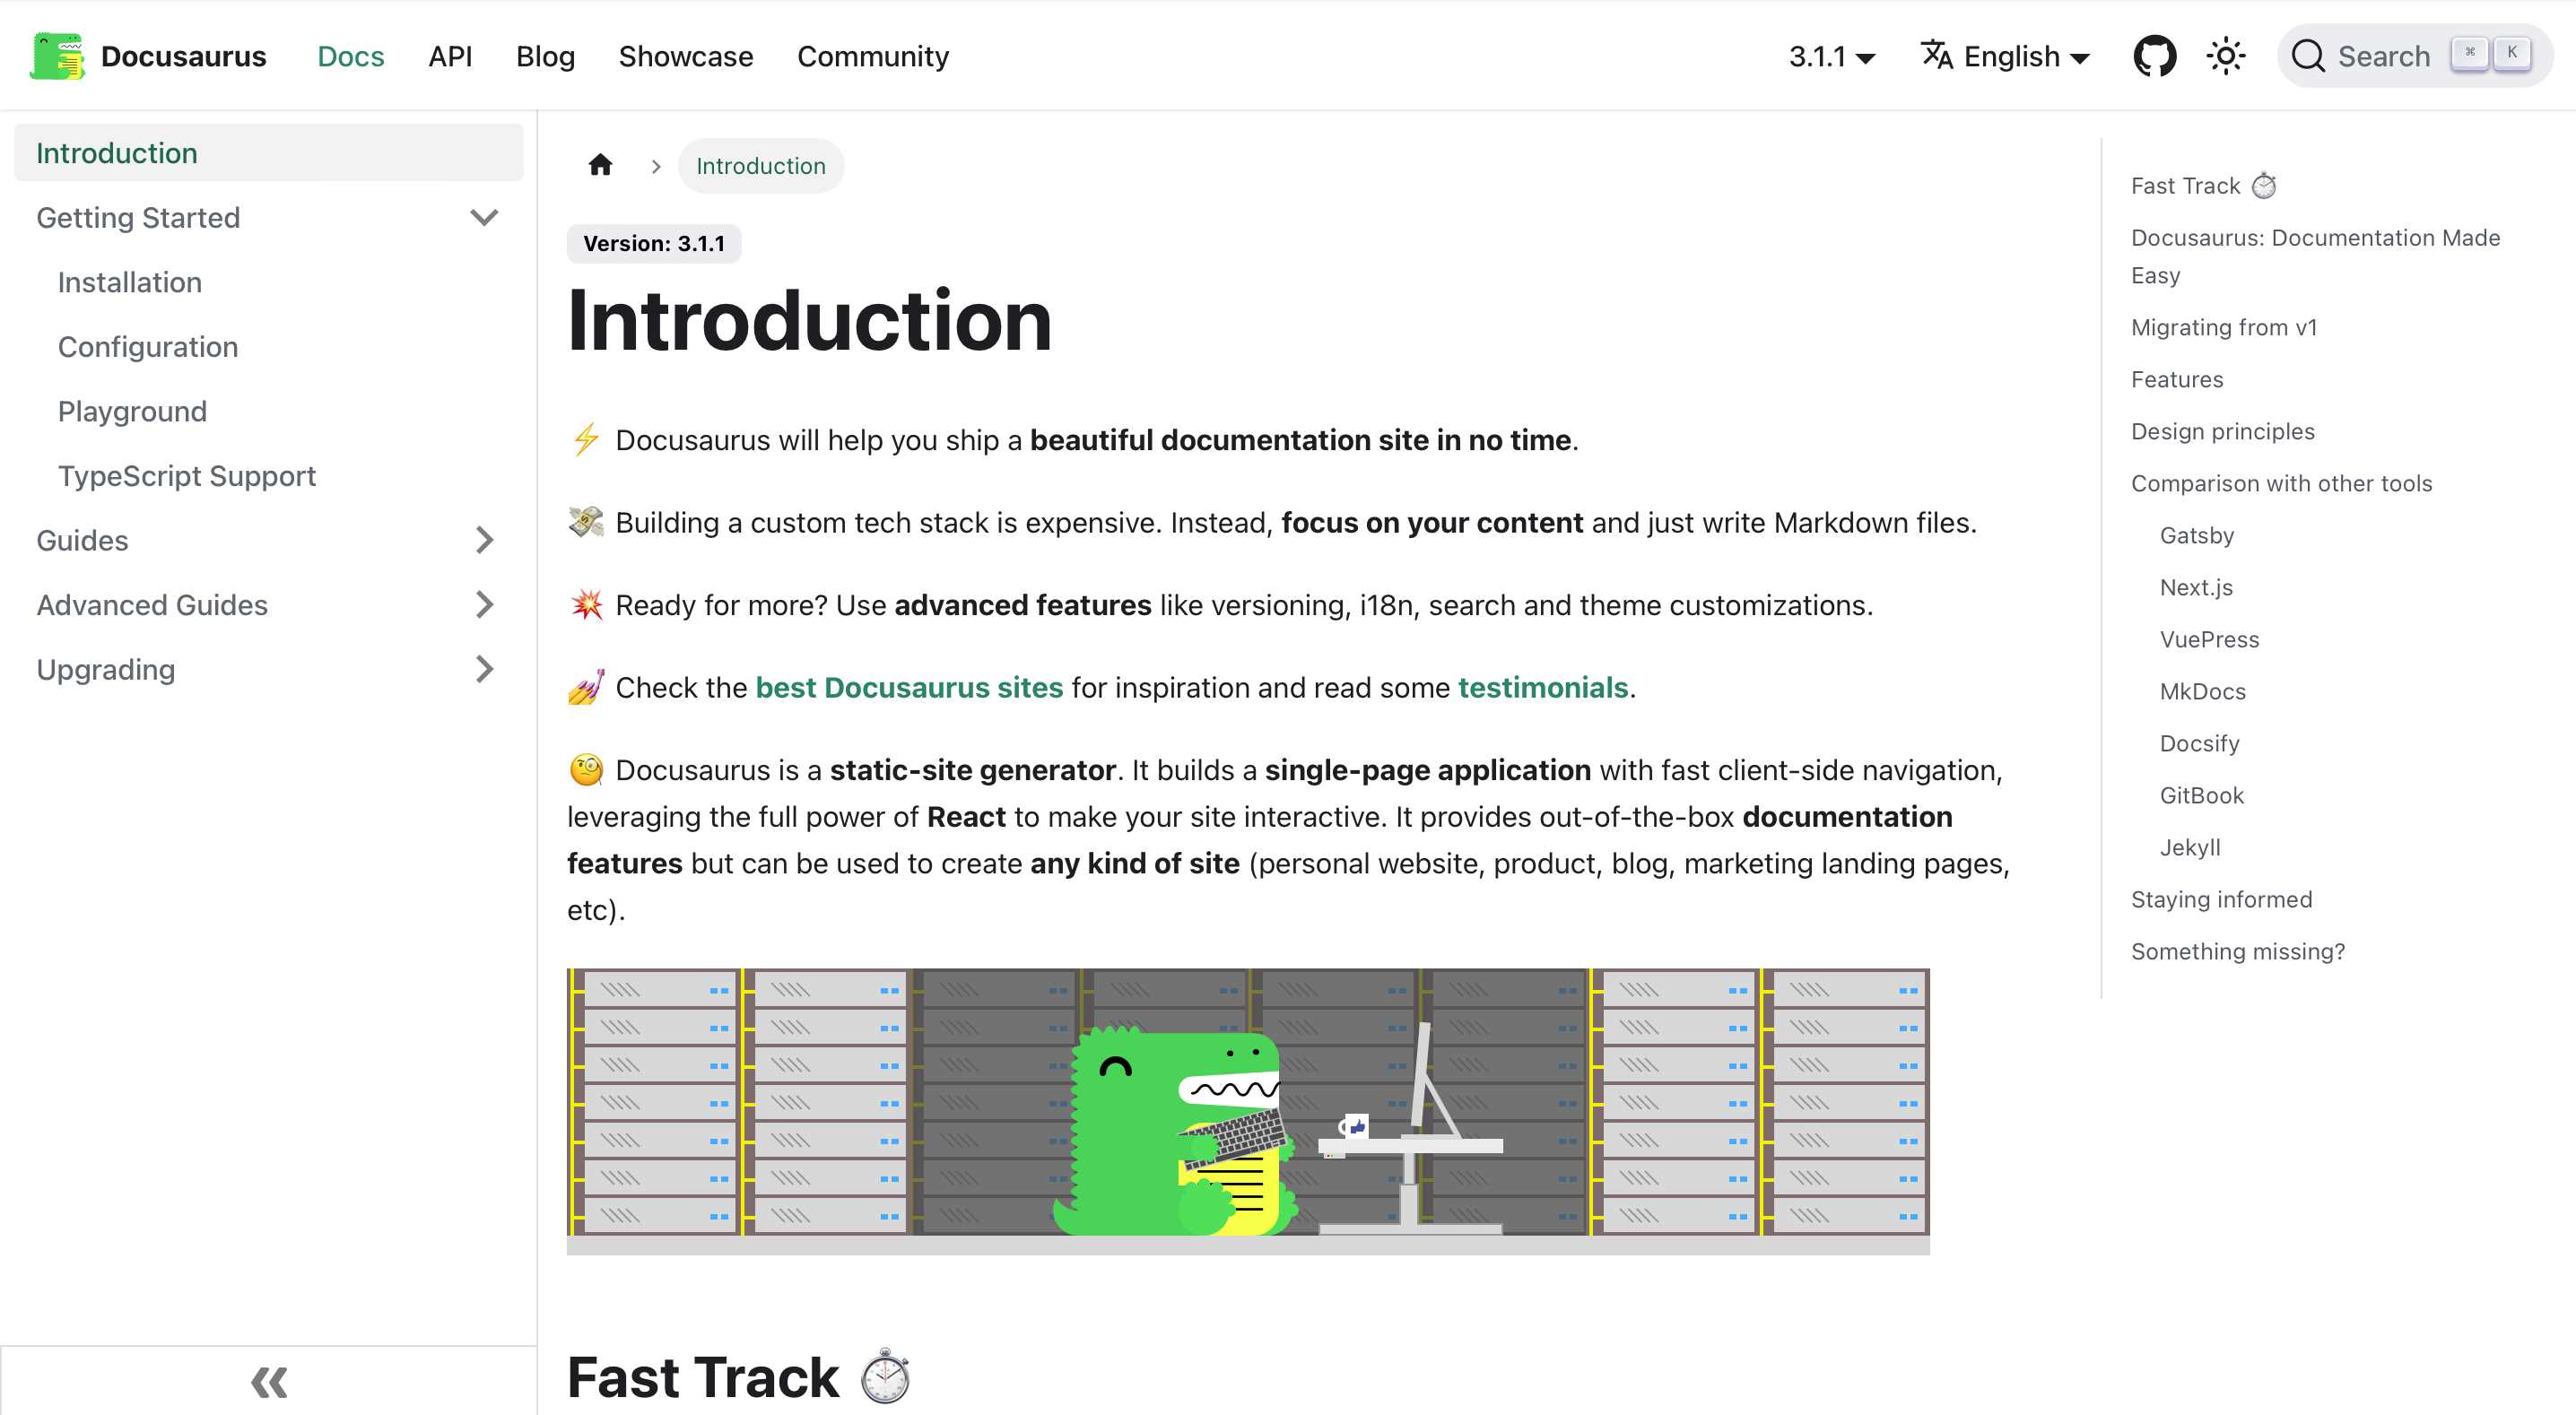 Docusaurus Docs API Blog Showcase Community 3.1.1 English Search ⌘ K
Introduction
Getting Started
Installation
Configuration
Playground
TypeScript Support
Guides
Advanced Guides
Upgrading
Introduction
Version: 3.1.1
Introduction
⚡️ Docusaurus will help you ship a beautiful documentation site in no time.
💸 Building a custom tech stack is expensive. Instead, focus on your content and just write Markdown files.
💥 Ready for more? Use advanced features like versioning, i18n, search and theme customizations.
💅 Check the best Docusaurus sites for inspiration and read some testimonials.
🧐 Docusaurus is a static-site generator. It builds a single-page application with fast client-side navigation,
leveraging the full power of React to make your site interactive. It provides out-of-the-box documentation
features but can be used to create any kind of site (personal website, product, blog, marketing landing pages,
etc).
Fast Track ⏱️
Fast Track ⏱️
Docusaurus: Documentation Made
Easy
Migrating from v1
Features
Design principles
Comparison with other tools
Gatsby
Next.js
VuePress
MkDocs
Docsify
GitBook
Jekyll
Staying informed
Something missing?